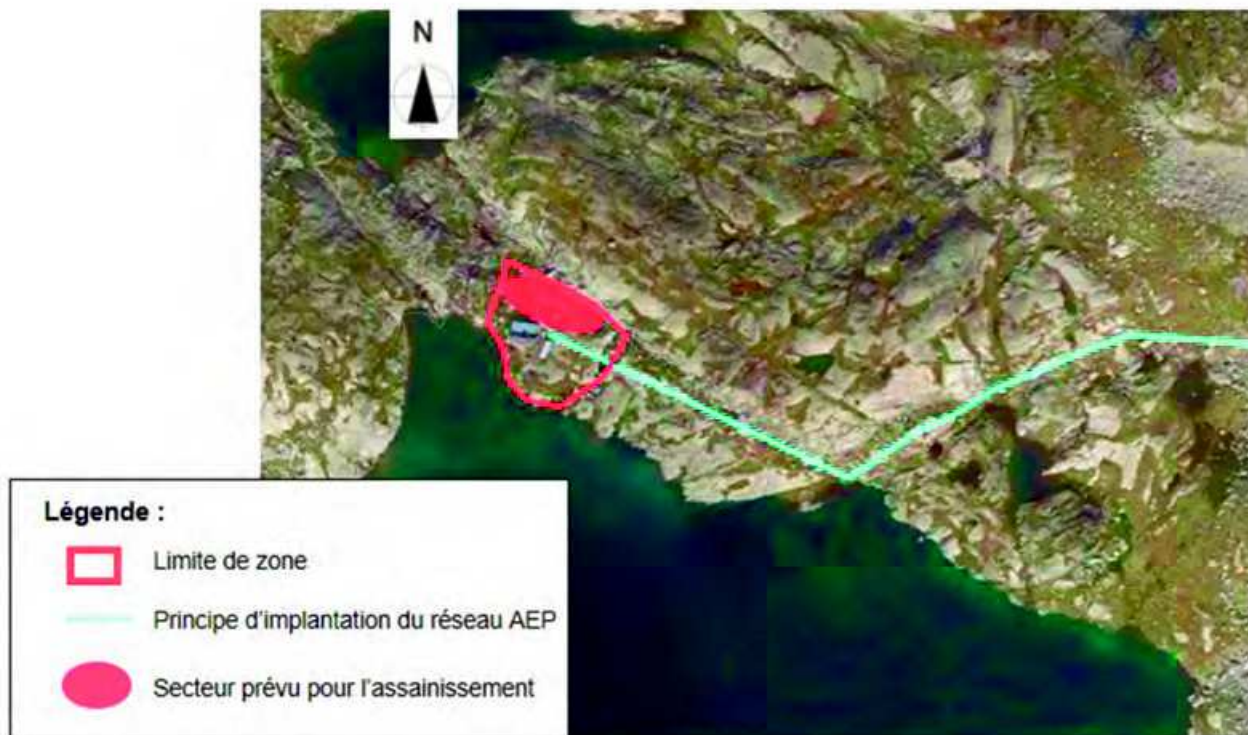 N
Légende :
Limite de zone
Principe d'implantation du réseau AEP
Secteur prévu pour l'assainissement